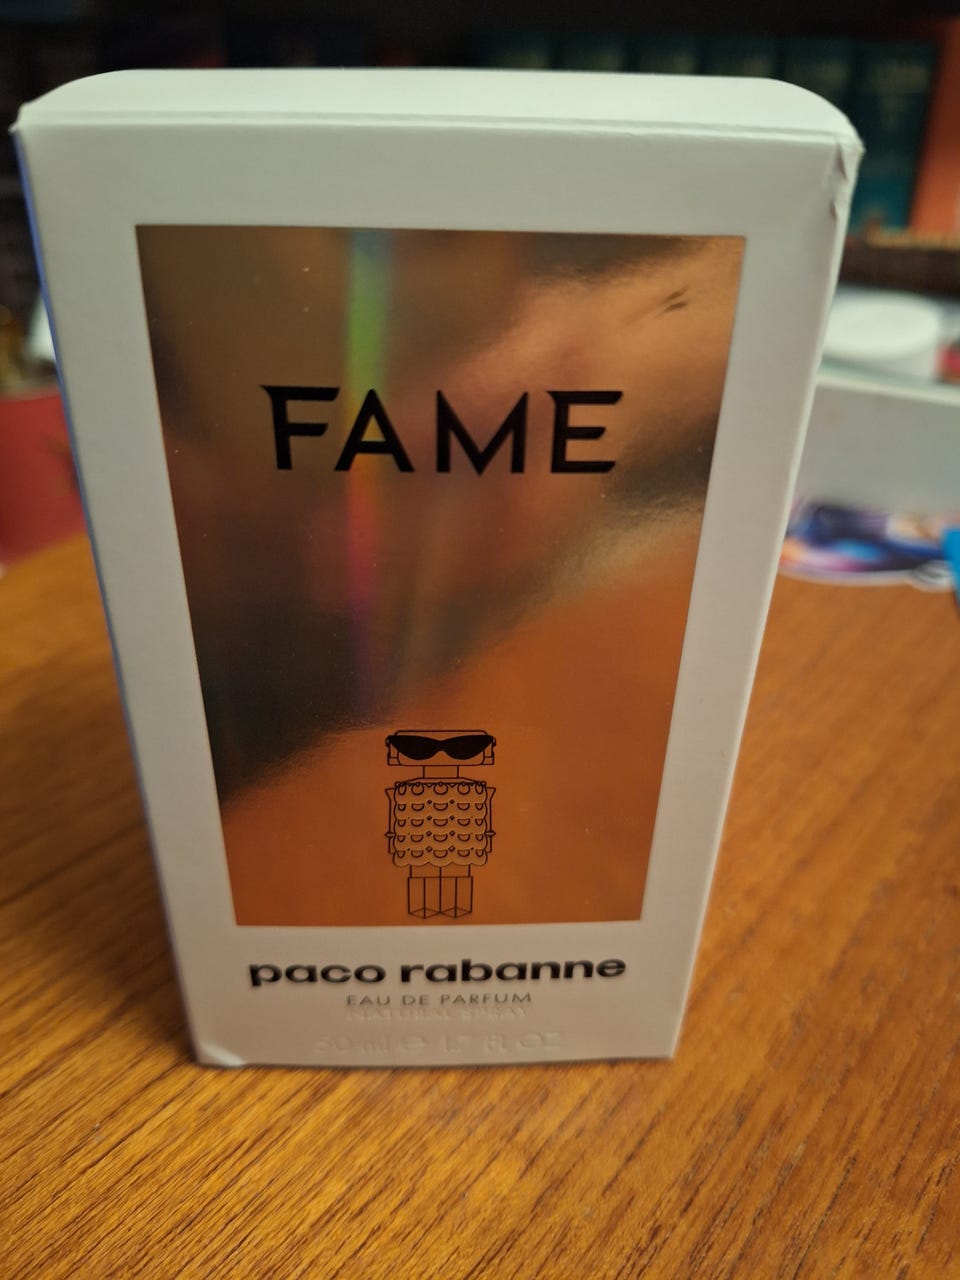 FAME
paco rabanne
EAU DE PARFUM
NATURAL SPRAY
50 ml e 1.7 FL OZ